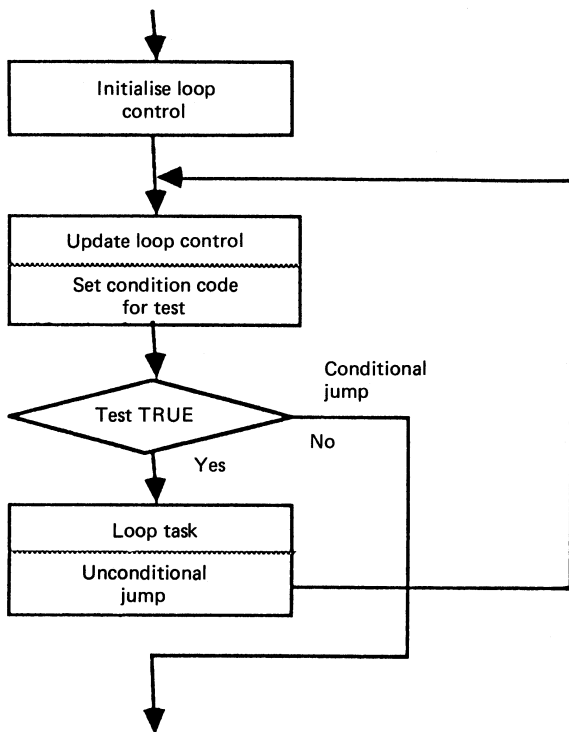 Initialise loop
control
Update loop control
Set condition code
for test
Conditional
jump
Test TRUE
No
Yes
Loop task
Unconditional
jump